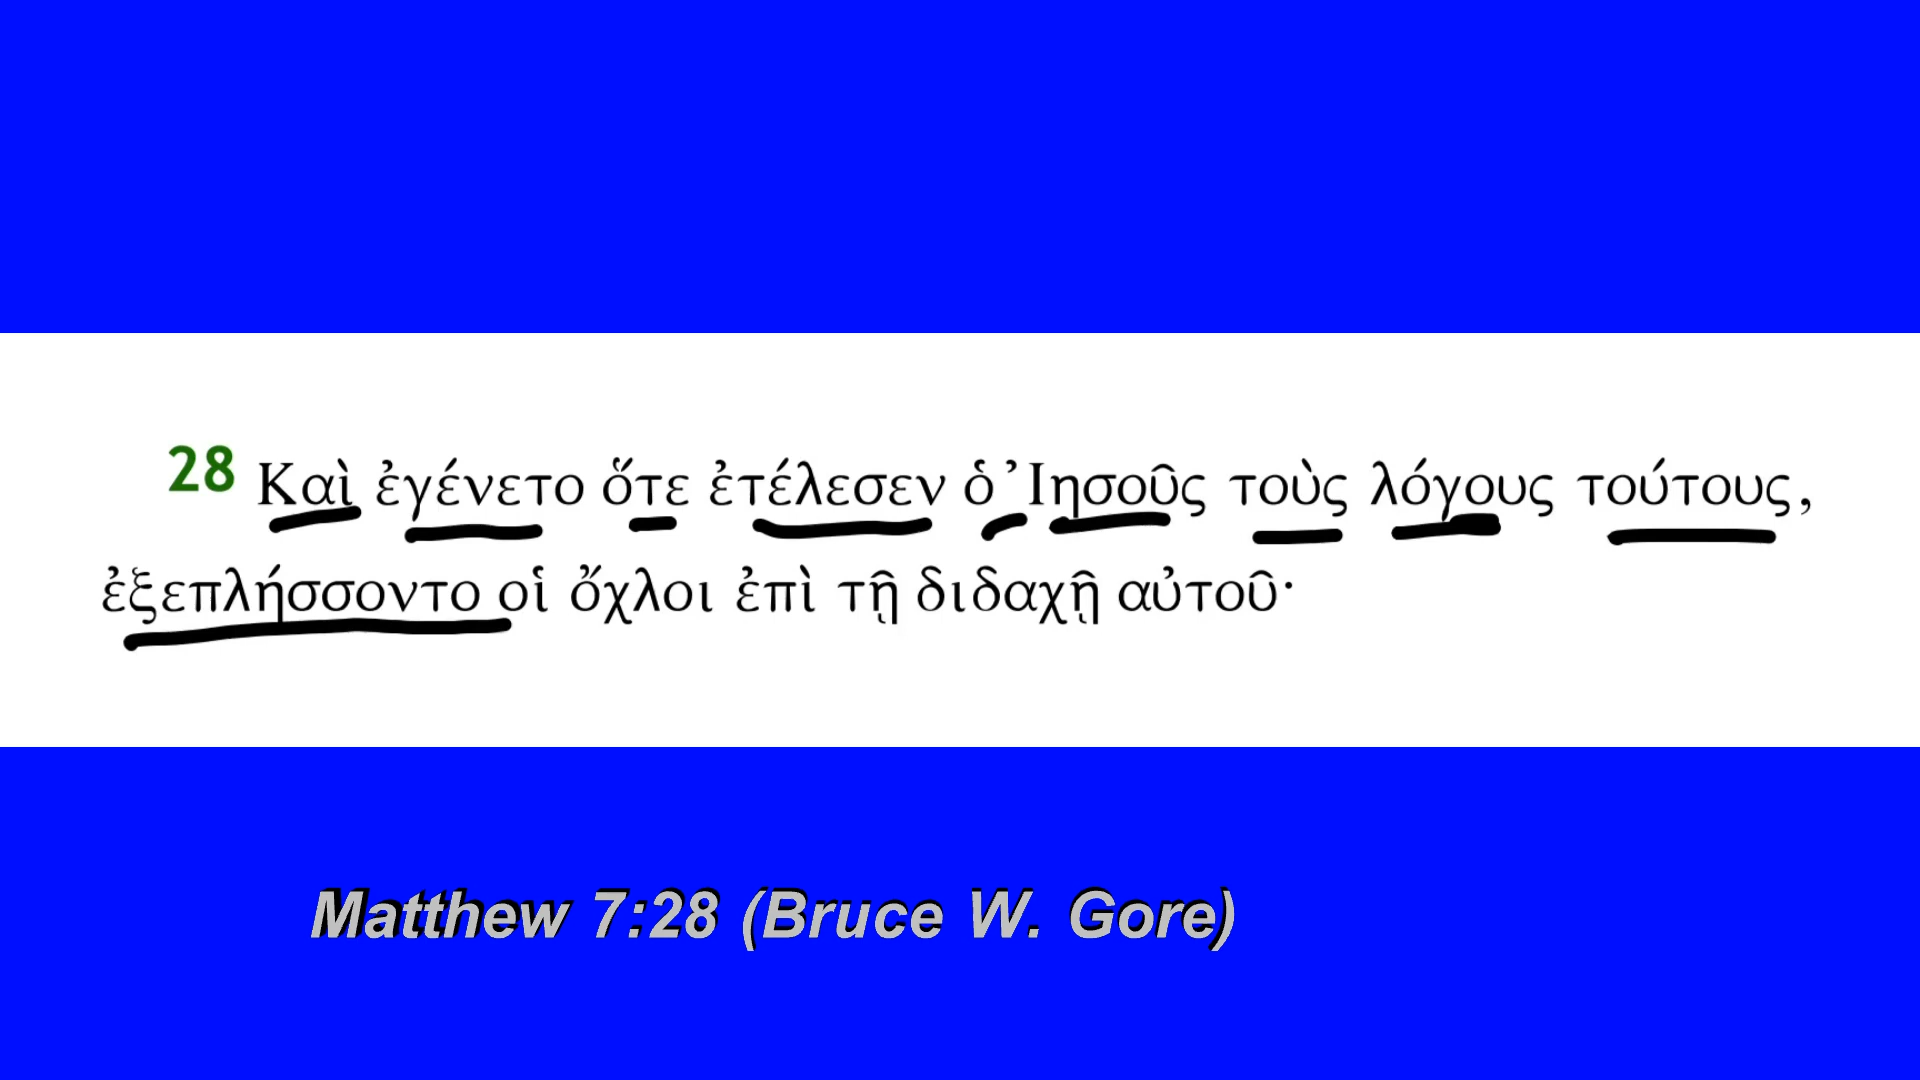 28 Καὶ ἐγένετο ὅτε ἐτέλεσεν ὁ ᾽Ιησοῦς τοὺς λόγους τούτους,
ἐξεπλήσσοντο οἱ ὄχλοι ἐπὶ τῇ διδαχῇ αὐτοῦ·
Matthew 7:28 (Bruce W. Gore)